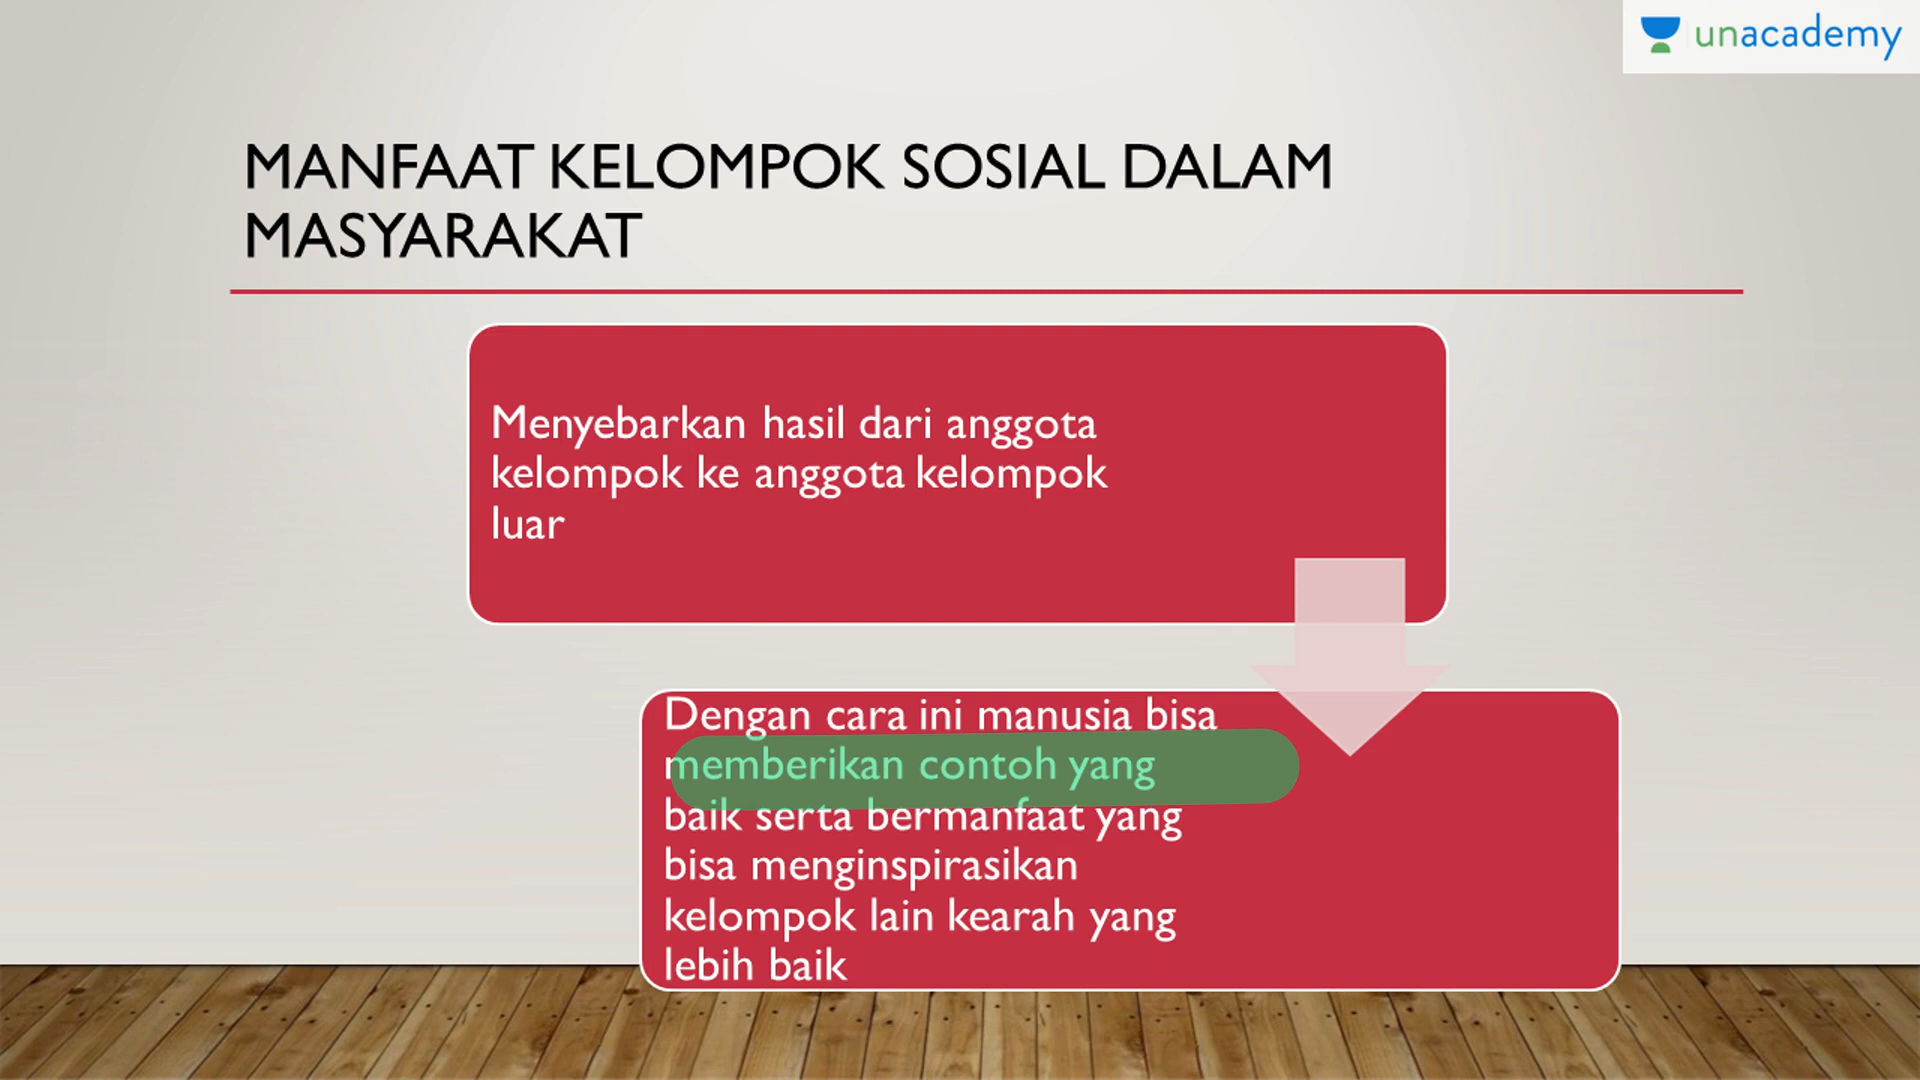 unacademy
MANFAAT KELOMPOK SOSIAL DALAM
MASYARAKAT
Menyebarkan hasil dari anggota
kelompok ke anggota kelompok
luar
Dengan cara ini manusia bisa
memberikan contoh yang
baik serta bermanfaat yang
bisa menginspirasikan
kelompok lain kearah yang
lebih baik